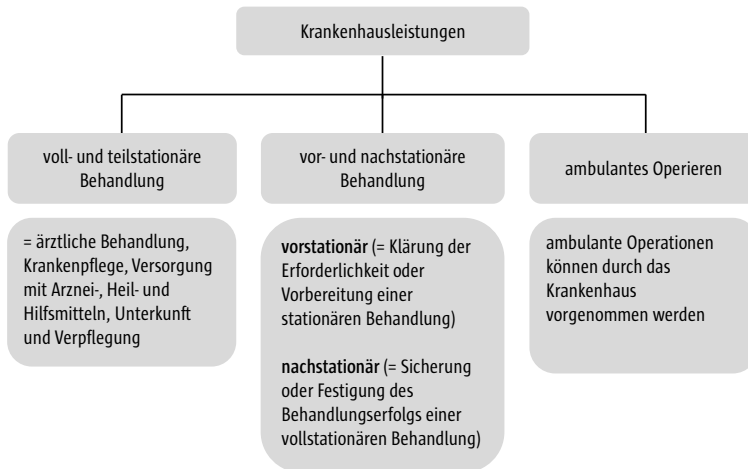 Krankenhausleistungen
voll- und teilstationäre
Behandlung
vor- und nachstationäre
Behandlung
ambulantes Operieren
= ärztliche Behandlung,
Krankenpflege, Versorgung
mit Arznei-, Heil- und
Hilfsmitteln, Unterkunft
und Verpflegung
vorstationär (= Klärung der
Erforderlichkeit oder
Vorbereitung einer
stationären Behandlung)
nachstationär (= Sicherung
oder Festigung des
Behandlungserfolgs einer
vollstationären Behandlung)
ambulante Operationen
können durch das
Krankenhaus
vorgenommen werden